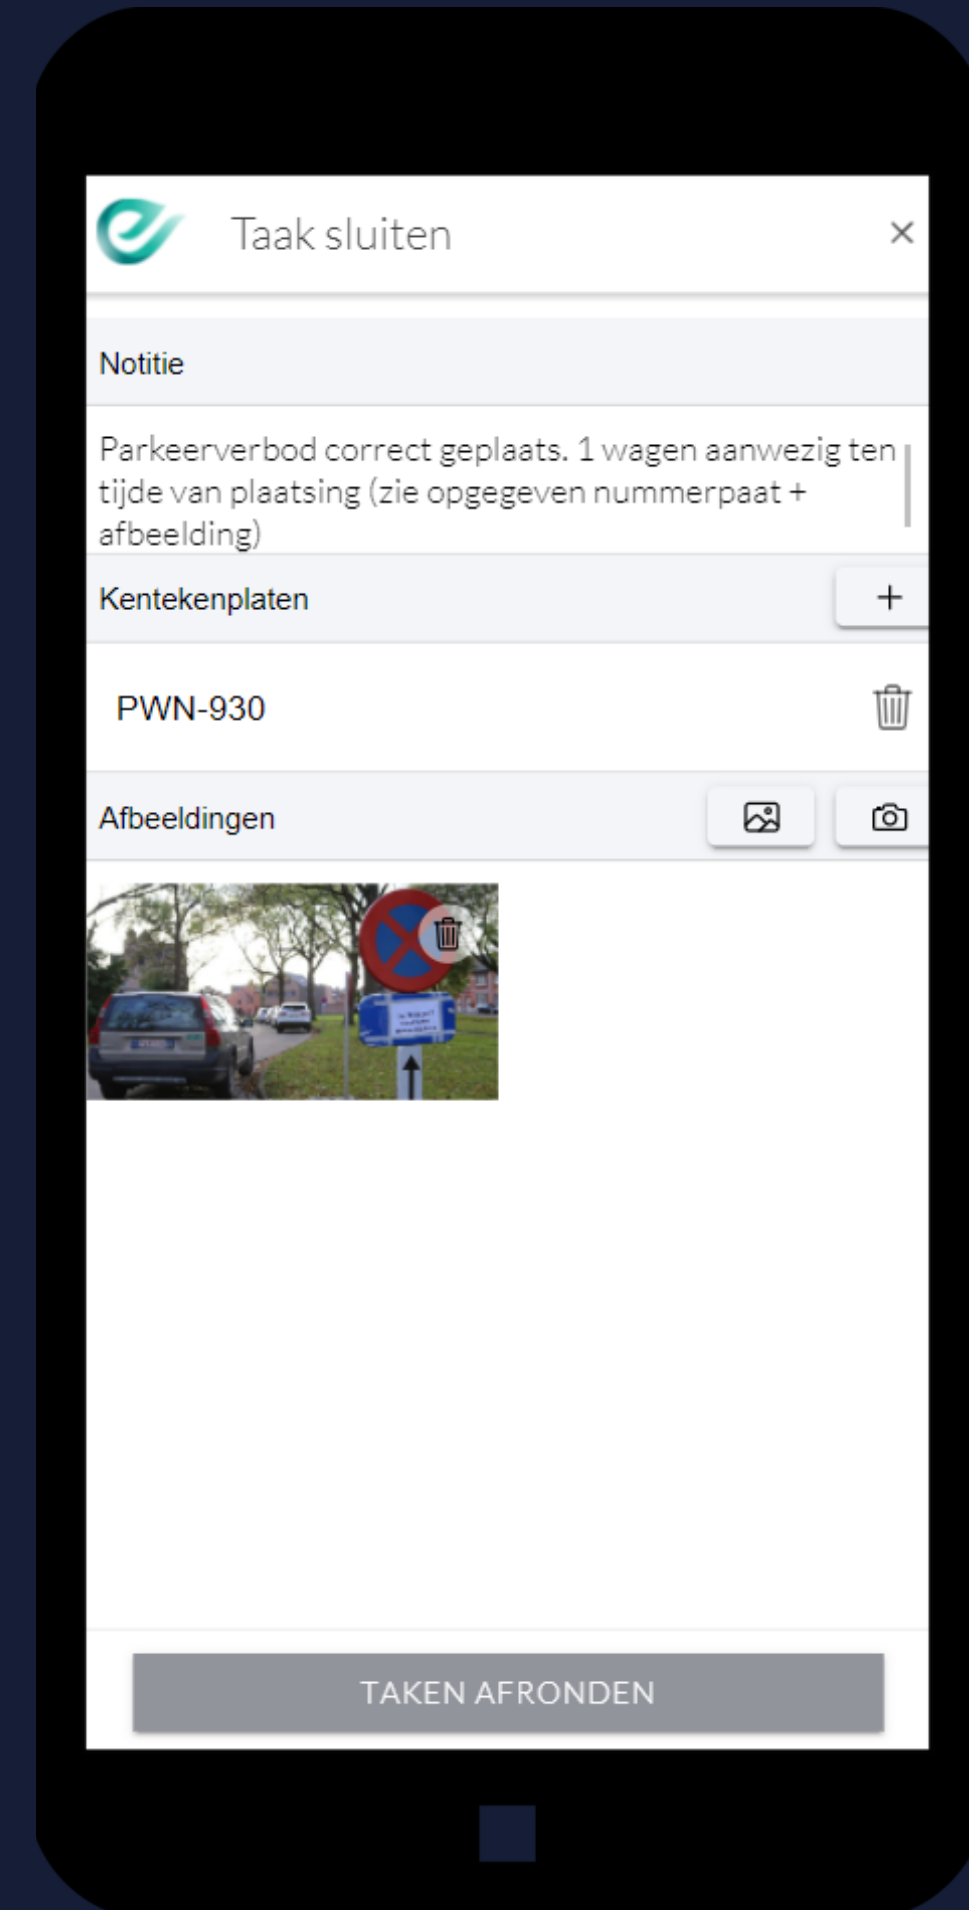 Taak sluiten
Notitie
Parkeerverbod correct geplaats. 1 wagen aanwezig ten
tijde van plaatsing (zie opgegeven nummerpaat +
afbeelding)
Kentekenplaten
PWN-930
Afbeeldingen
TAKEN AFRONDEN